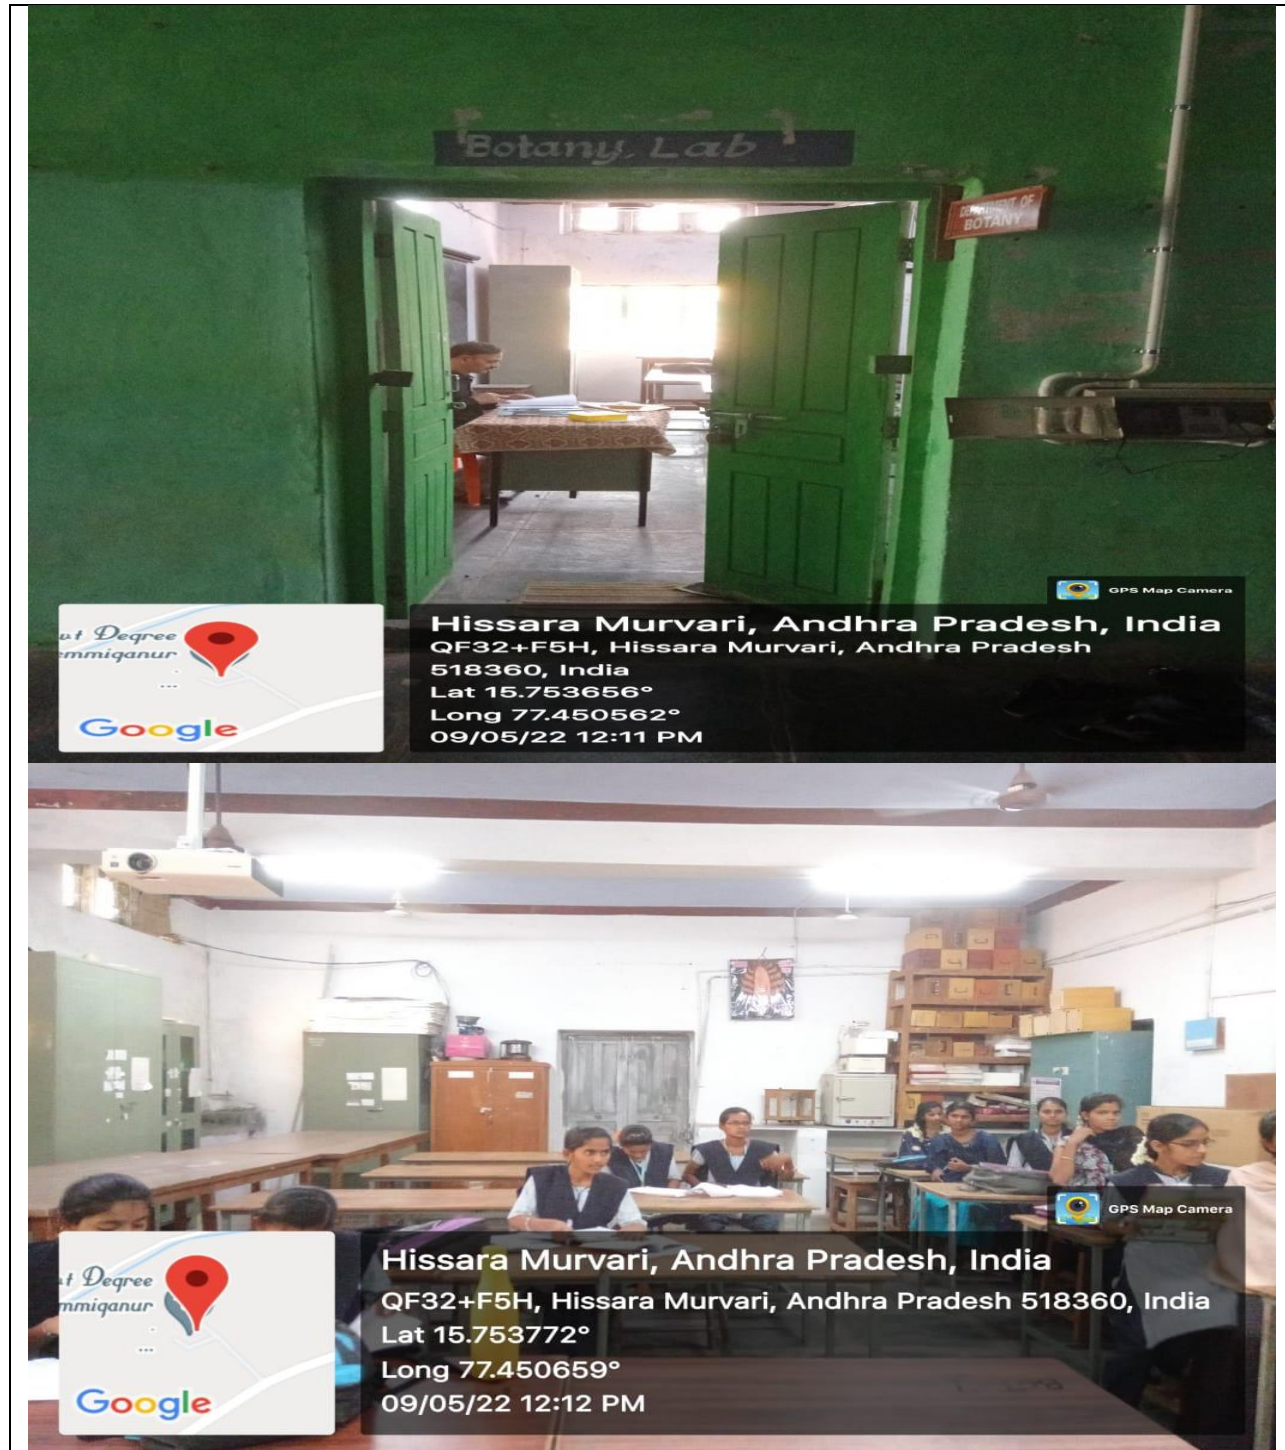 Botany Lab
DEPARTMENT OF
BOTANY
GPS Map Camera
ut Degree
emmiganur
Google
Hissara Murvari, Andhra Pradesh, India
QF32+F5H, Hissara Murvari, Andhra Pradesh
518360, India
Lat 15.753656°
Long 77.450562°
09/05/22 12:11 PM
GPS Map Camera
t Degree
mmiganur
Google
Hissara Murvari, Andhra Pradesh, India
QF32+F5H, Hissara Murvari, Andhra Pradesh 518360, India
Lat 15.753772°
Long 77.450659°
09/05/22 12:12 PM